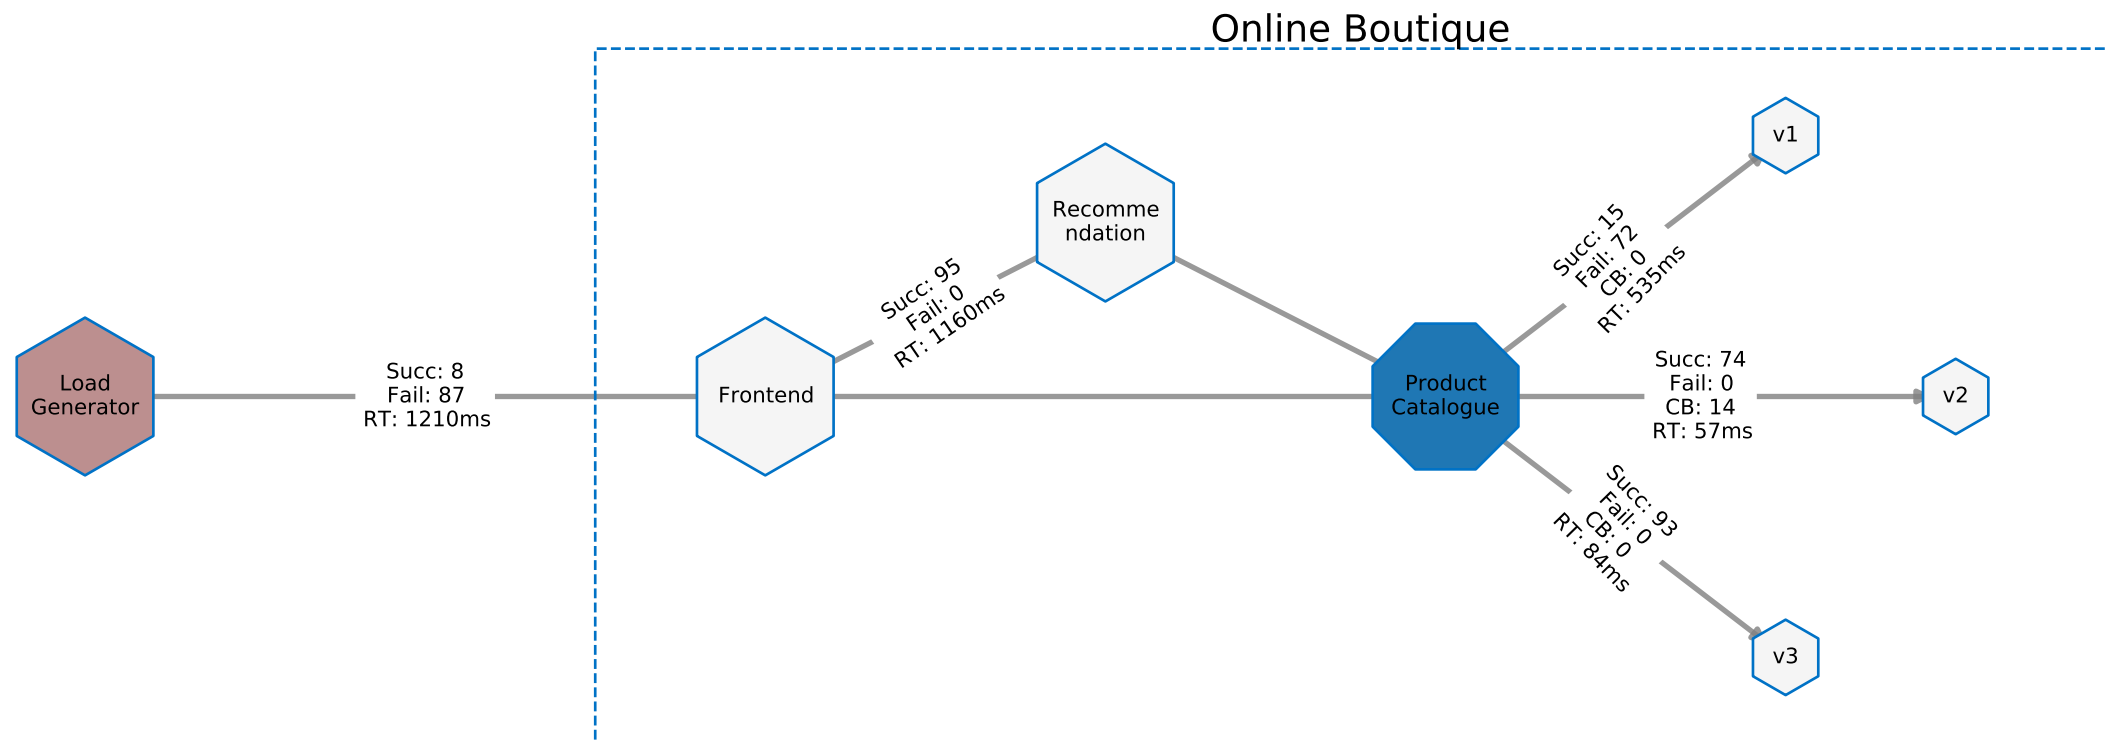 Online Boutique
Load
Generator
Succ: 8
Fail: 87
RT: 1210ms
Frontend
Succ: 95
Fail: 0
RT: 1160ms
Recomme
ndation
Product
Catalogue
Succ: 15
Fail: 72
CB: 0
RT: 535ms
v1
Succ: 74
Fail: 0
CB: 14
RT: 57ms
v2
Succ: 93
Fail: 0
CB: 0
RT: 84ms
v3